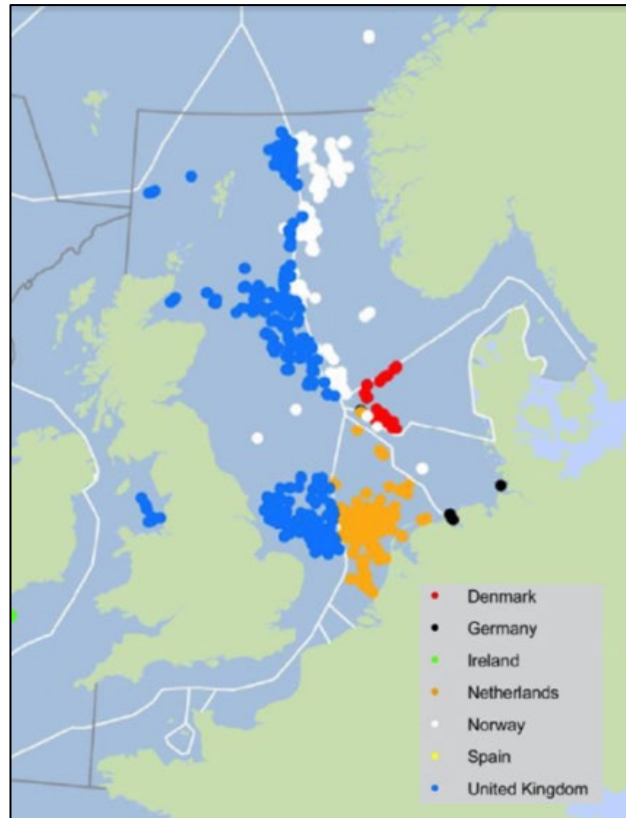 Denmark
Germany
Ireland
Netherlands
Norway
Spain
United Kingdom